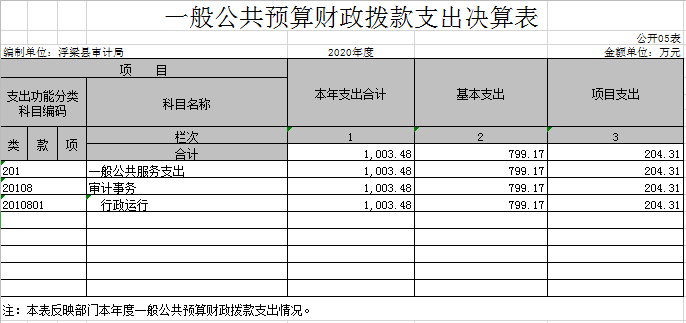 一般公共预算财政拨款支出决算表
公开05表
编制单位：浮梁县审计局 2020年度 金额单位：万元
项 目 本年支出合计 基本支出 项目支出
支出功能分类科目编码 科目名称
类 款 项 栏次 1 2 3
合计 1,003.48 799.17 204.31
201 一般公共服务支出 1,003.48 799.17 204.31
20108 审计事务 1,003.48 799.17 204.31
2010801 行政运行 1,003.48 799.17 204.31
注：本表反映部门本年度一般公共预算财政拨款支出情况。